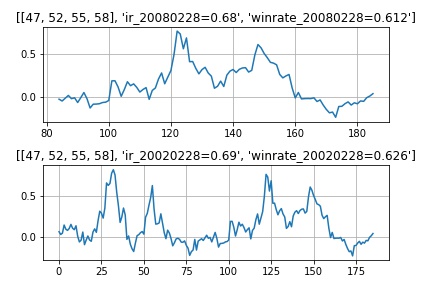 [[47, 52, 55, 58], 'ir_20080228=0.68', 'winrate_20080228=0.612']
0.5
0.0
80 100 120 140 160 180
[[47, 52, 55, 58], 'ir_20020228=0.69', 'winrate_20020228=0.626']
0.5
0.0
0 25 50 75 100 125 150 175